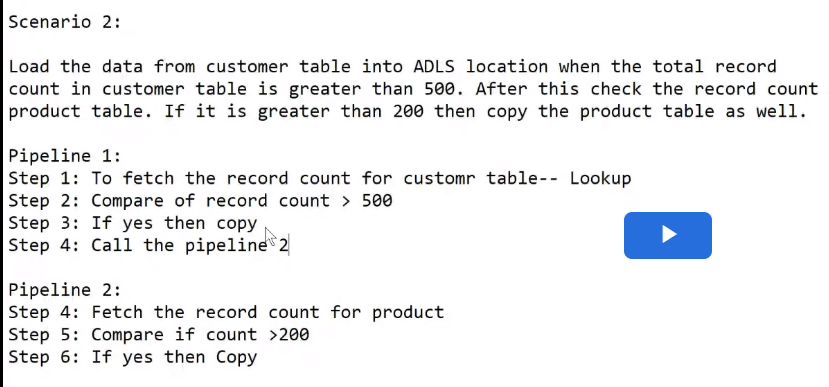 Scenario 2:
Load the data from customer table into ADLS location when the total record
count in customer table is greater than 500. After this check the record count
product table. If it is greater than 200 then copy the product table as well.
Pipeline 1:
Step 1: To fetch the record count for customr table-- Lookup
Step 2: Compare of record count > 500
Step 3: If yes then copy
Step 4: Call the pipeline 2
Pipeline 2:
Step 4: Fetch the record count for product
Step 5: Compare if count >200
Step 6: If yes then Copy